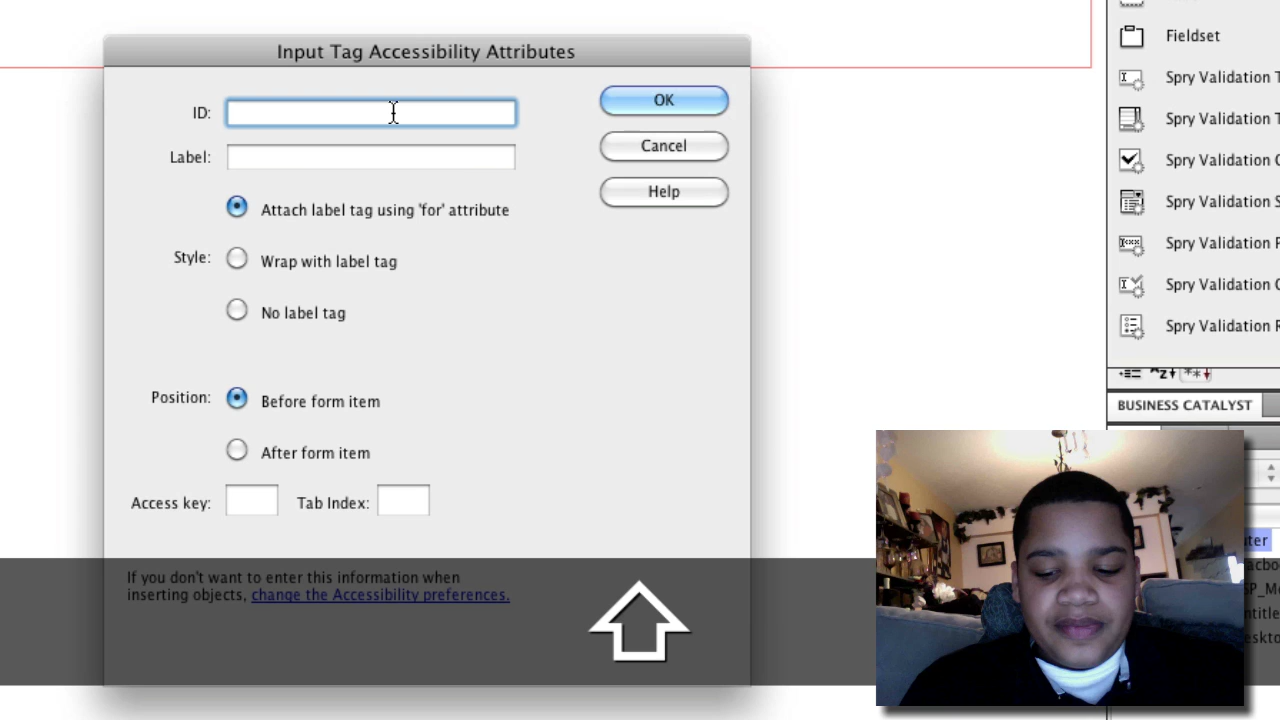 Input Tag Accessibility Attributes
ID:
OK
Label:
Cancel
Help
Attach label tag using 'for' attribute
Style:
Wrap with label tag
No label tag
Position:
Before form item
After form item
Access key:
Tab Index:
If you don't want to enter this information when
inserting objects, change the Accessibility preferences.
Fieldset
Spry Validation T
Spry Validation T
Spry Validation C
Spry Validation S
Spry Validation P
Spry Validation C
Spry Validation R
BUSINESS CATALYST